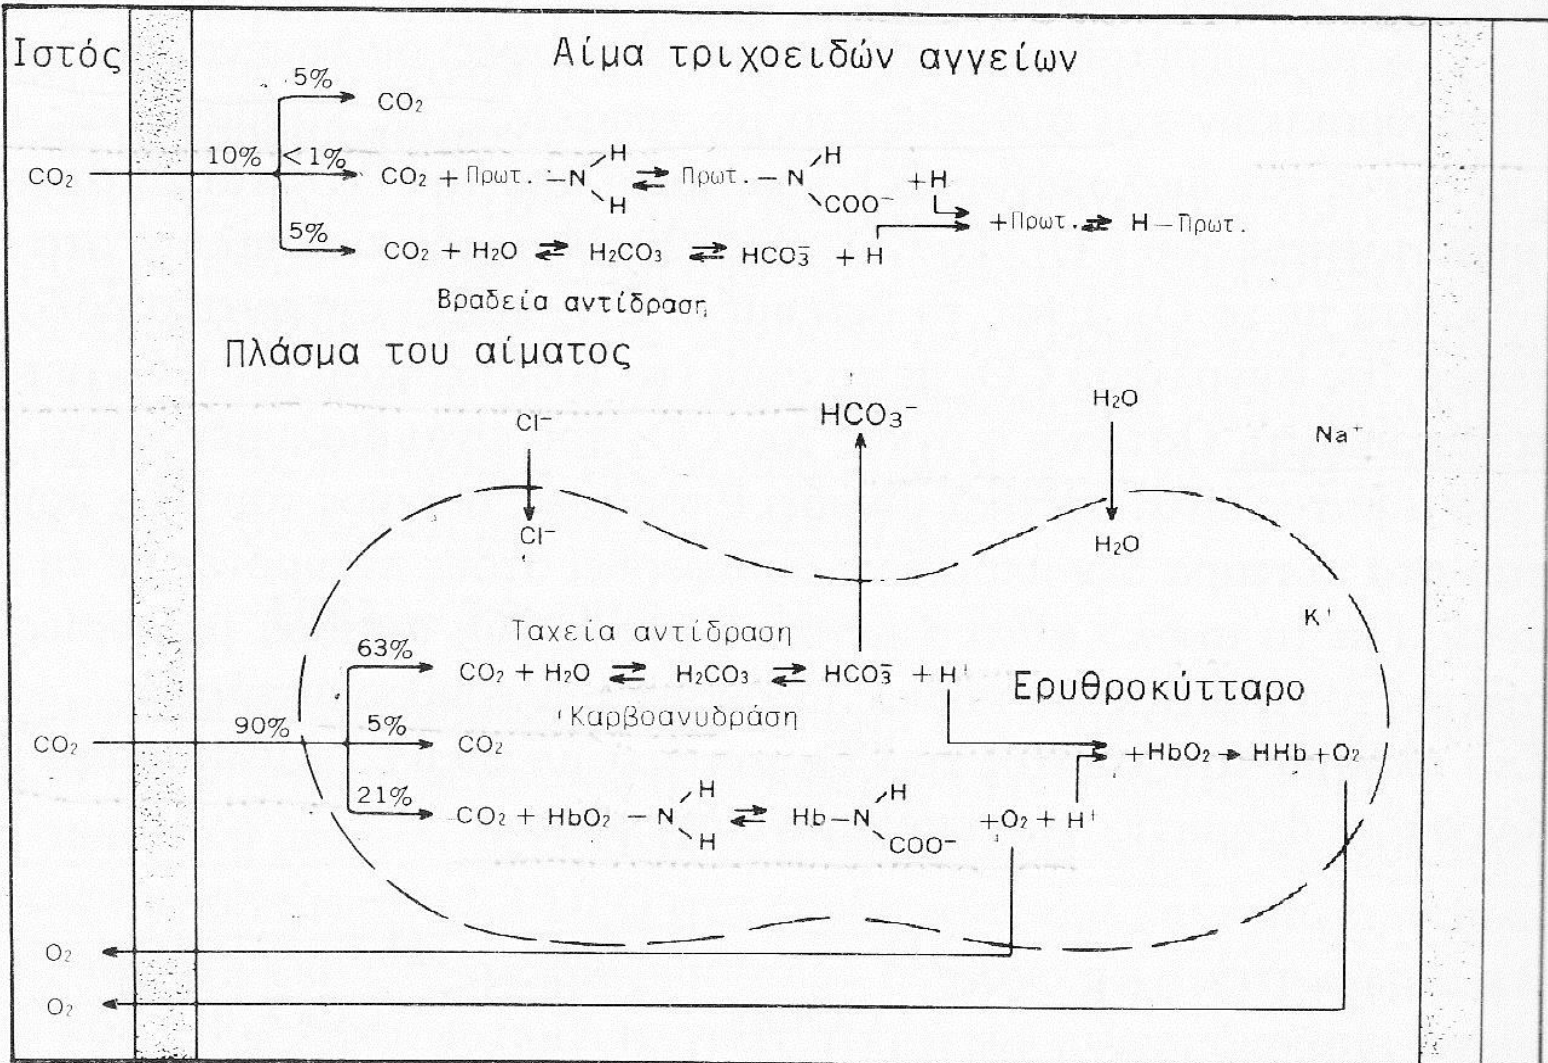 Ιστός
Αίμα τριχοειδών αγγείων
5%
CO₂
CO₂
10%
<1%
CO₂ + Πρωτ. – N H H ⇄ Πρωτ. – N H COO⁻ + H
+ Πρωτ. ⇄ H – Πρωτ.
5%
CO₂ + H₂O ⇄ H₂CO₃ ⇄ HCO₃⁻ + H
Βραδεία αντίδραση
Πλάσμα του αίματος
Cl⁻
HCO₃⁻
H₂O
Na⁺
Cl⁻
H₂O
K⁺
Ταχεία αντίδραση
63%
CO₂ + H₂O ⇄ H₂CO₃ ⇄ HCO₃⁻ + H⁺
Ερυθροκύτταρο
Καρβοανυδράση
CO₂
90%
5%
CO₂
+ HbO₂ → HHb + O₂
21%
CO₂ + HbO₂ – N H H ⇄ Hb – N H COO⁻ + O₂ + H⁺
O₂
O₂